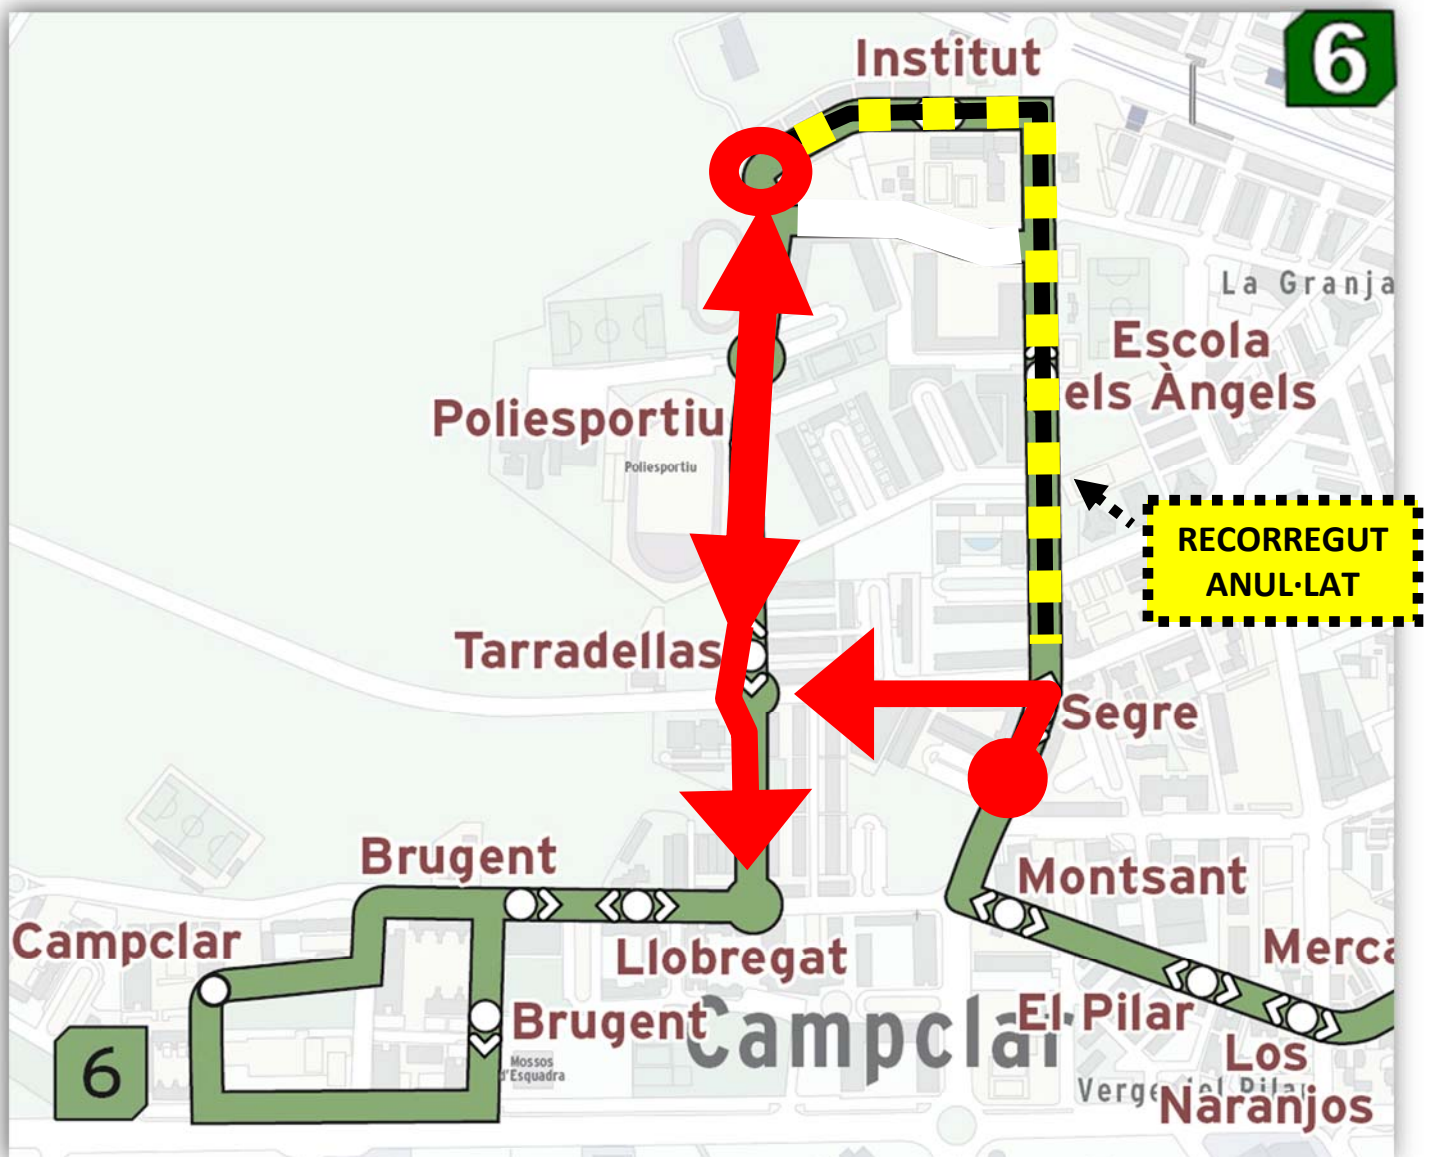 6
Institut
La Granja
Escola
els Àngels
Poliesportiu
Poliesportiu
RECORREGUT
ANUL·LAT
Tarradellas
Segre
Brugent
Montsant
Campclar
Llobregat
Merca
El Pilar
Brugent
Campclar
Los
Naranjos
Mossos
d'Esquadra
6